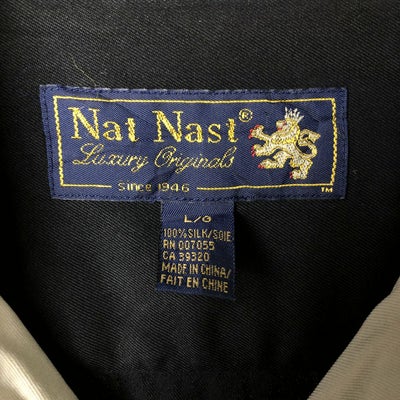 Nat Nast®
Luxury Originals
Since 1946
TM
L/G
100% SILK/SOIE
RN 007055
CA 39320
MADE IN CHINA/
FAIT EN CHINE